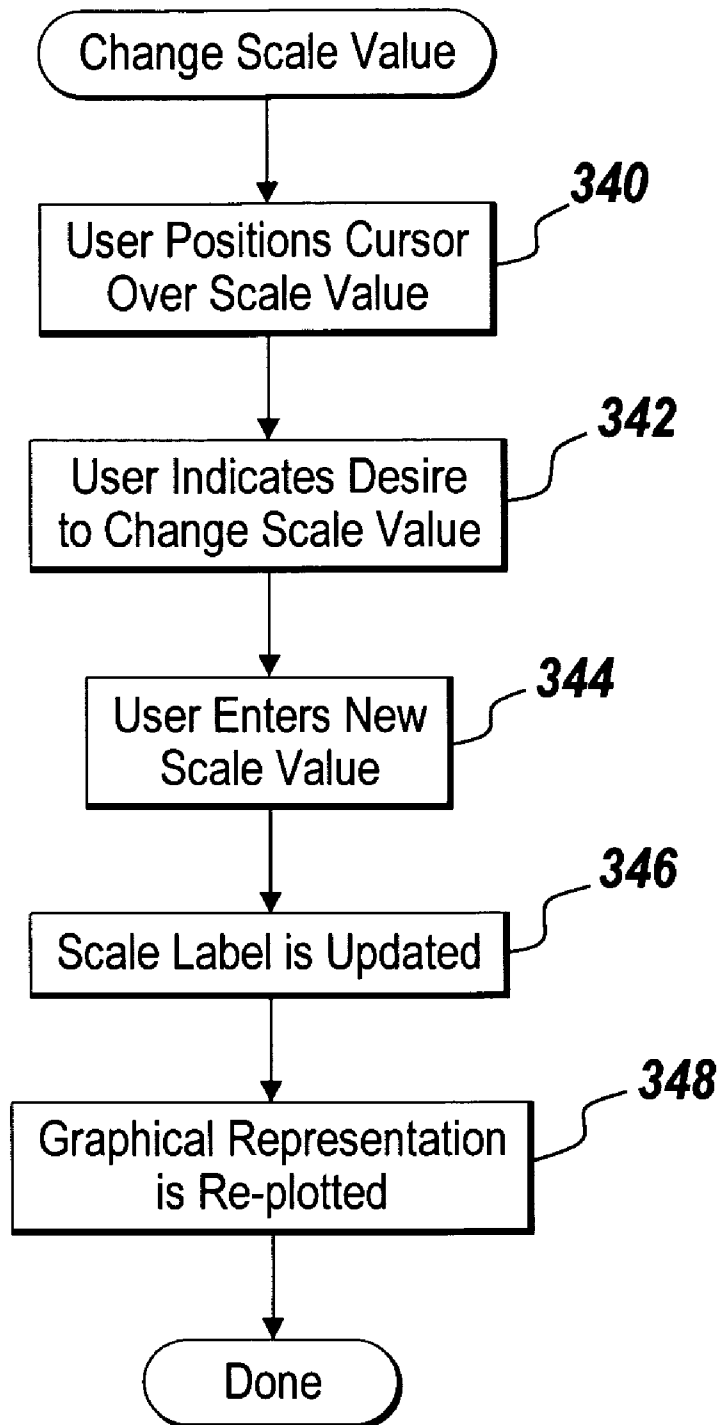 Change Scale Value
340
User Positions Cursor
Over Scale Value
342
User Indicates Desire
to Change Scale Value
344
User Enters New
Scale Value
346
Scale Label is Updated
348
Graphical Representation
is Re-plotted
Done